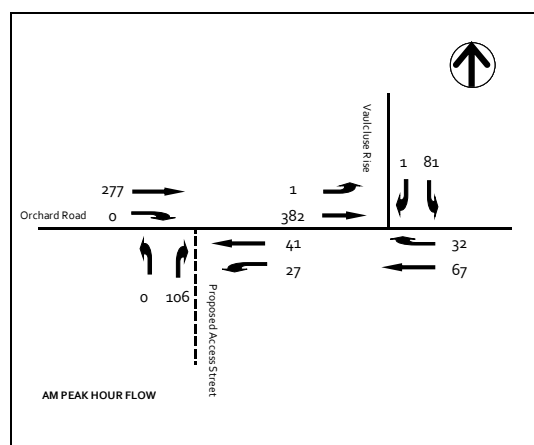 Vaulcluse Rise
1 81
277
1
Orchard Road
0
382
41
32
27
67
0 106
Proposed Access Street
AM PEAK HOUR FLOW